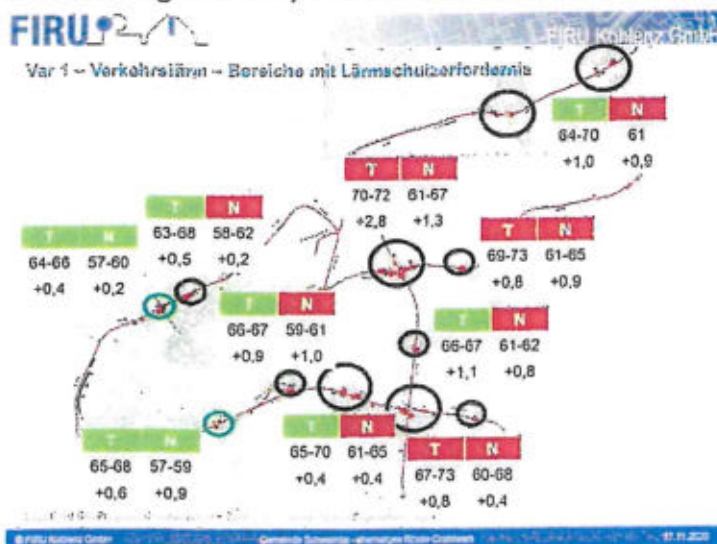 FIRU
FIRU Koblenz GmbH
Var 1 – Verkehrslärm – Bereiche mit Lärmschutzerfordernis
T N
64-70 61
+1,0 +0,9
T N
70-72 61-67
+2,8 +1,3
T N
63-68 58-62
+0,5 +0,2
T N
64-66 57-60
+0,4 +0,2
T N
69-73 61-65
+0,8 +0,9
T N
66-67 59-61
+0,9 +1,0
T N
66-67 61-62
+1,1 +0,8
T N
65-68 57-59
+0,6 +0,9
T N
65-70 61-65
+0,4 +0.4
T N
67-73 60-68
+0,8 +0,4
© FIRU Koblenz GmbH
Gemeinde